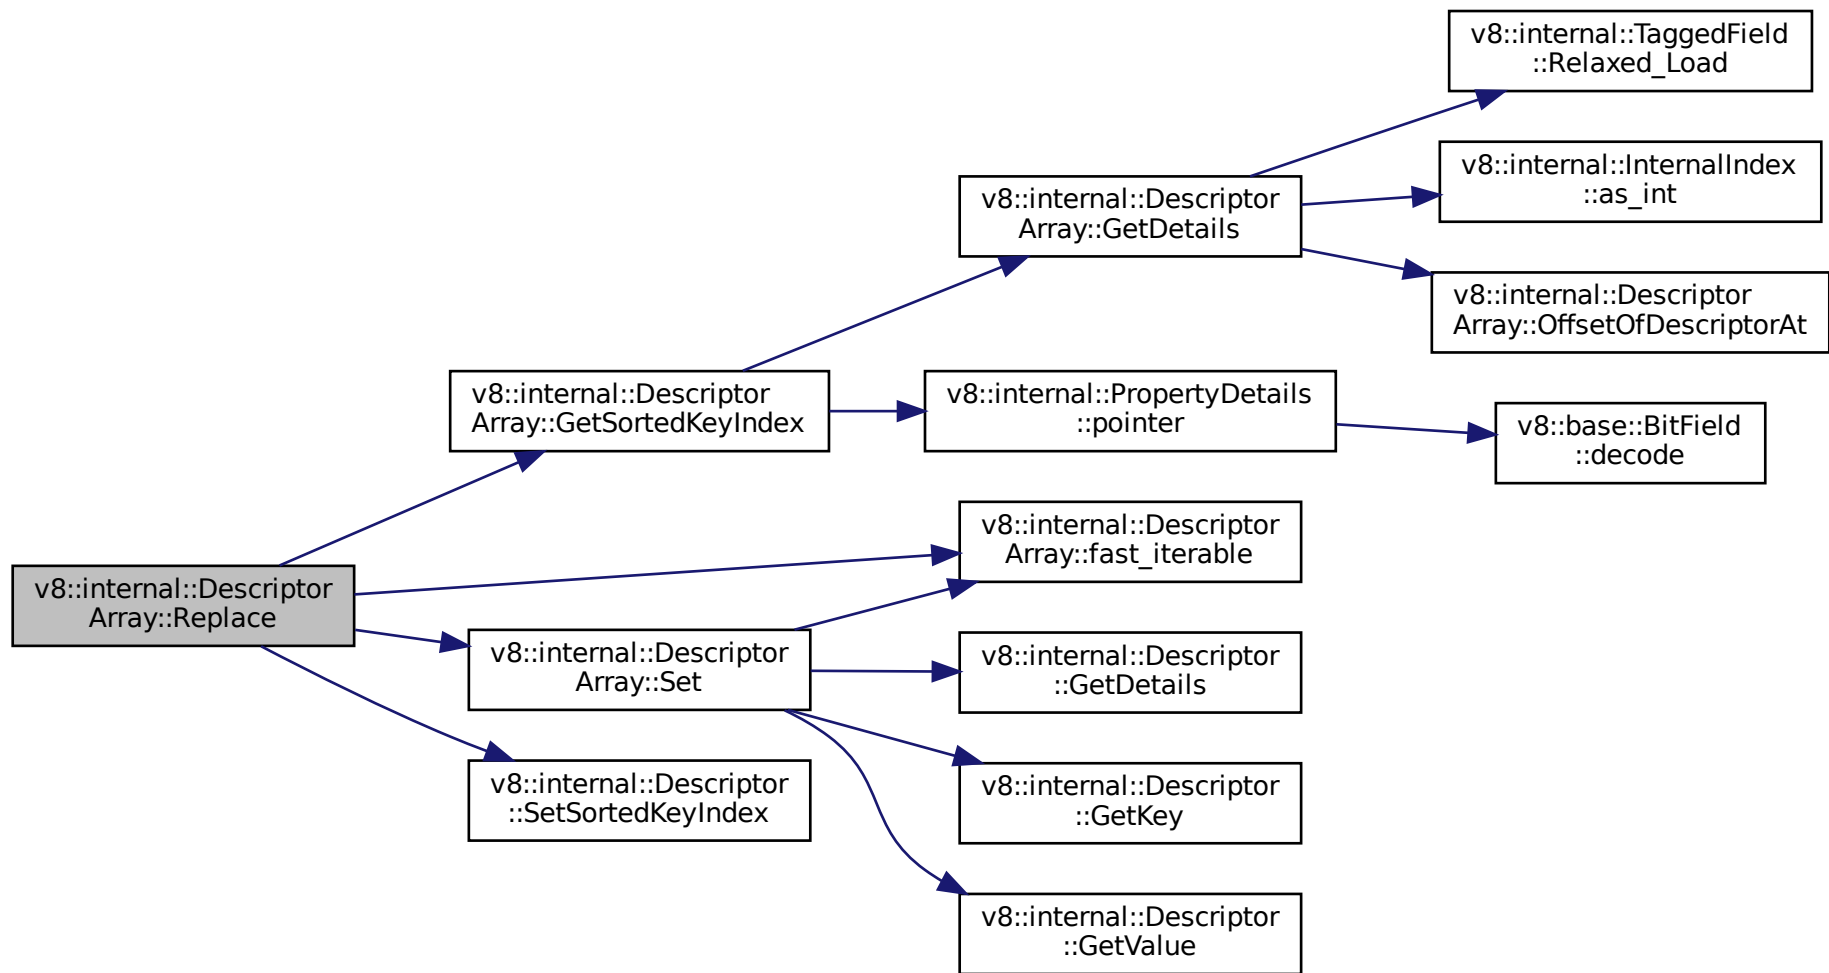 v8::internal::TaggedField
::Relaxed_Load
v8::internal::InternalIndex
::as_int
v8::internal::Descriptor
Array::GetDetails
v8::internal::Descriptor
Array::OffsetOfDescriptorAt
v8::internal::Descriptor
Array::GetSortedKeyIndex
v8::internal::PropertyDetails
::pointer
v8::base::BitField
::decode
v8::internal::Descriptor
Array::fast_iterable
v8::internal::Descriptor
Array::Replace
v8::internal::Descriptor
Array::Set
v8::internal::Descriptor
::GetDetails
v8::internal::Descriptor
::SetSortedKeyIndex
v8::internal::Descriptor
::GetKey
v8::internal::Descriptor
::GetValue